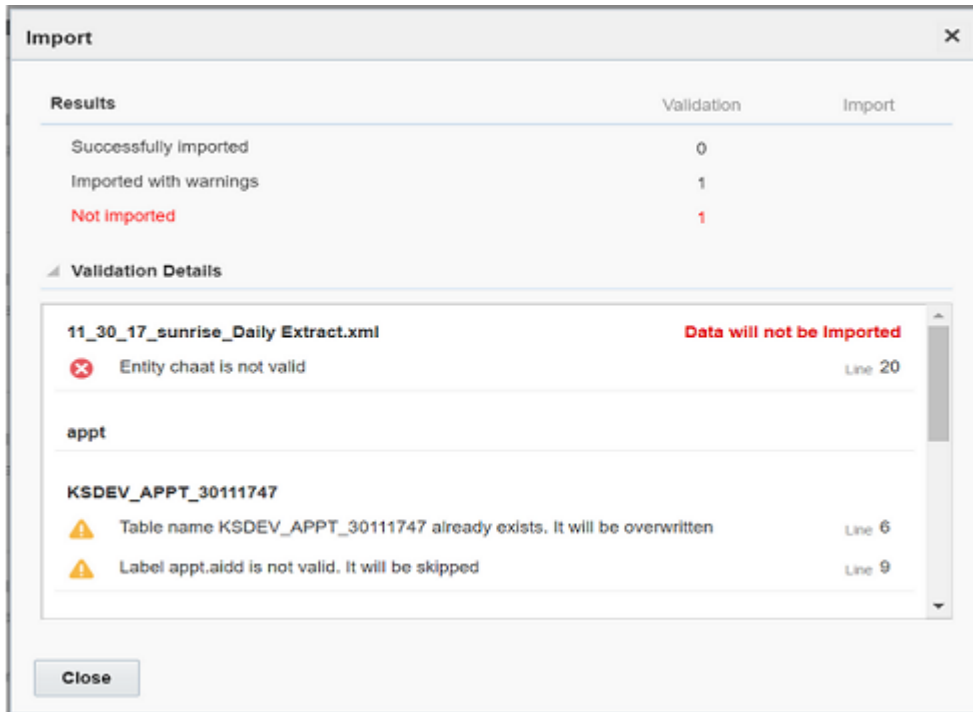 Import
Results Validation Import
Successfully imported 0
Imported with warnings 1
Not imported 1
Validation Details
11_30_17_sunrise_Daily Extract.xml Data will not be Imported
Entity chaat is not valid Line 20
appt
KSDEV_APPT_30111747
Table name KSDEV_APPT_30111747 already exists. It will be overwritten Line 6
Label appt.aidd is not valid. It will be skipped Line 9
Close